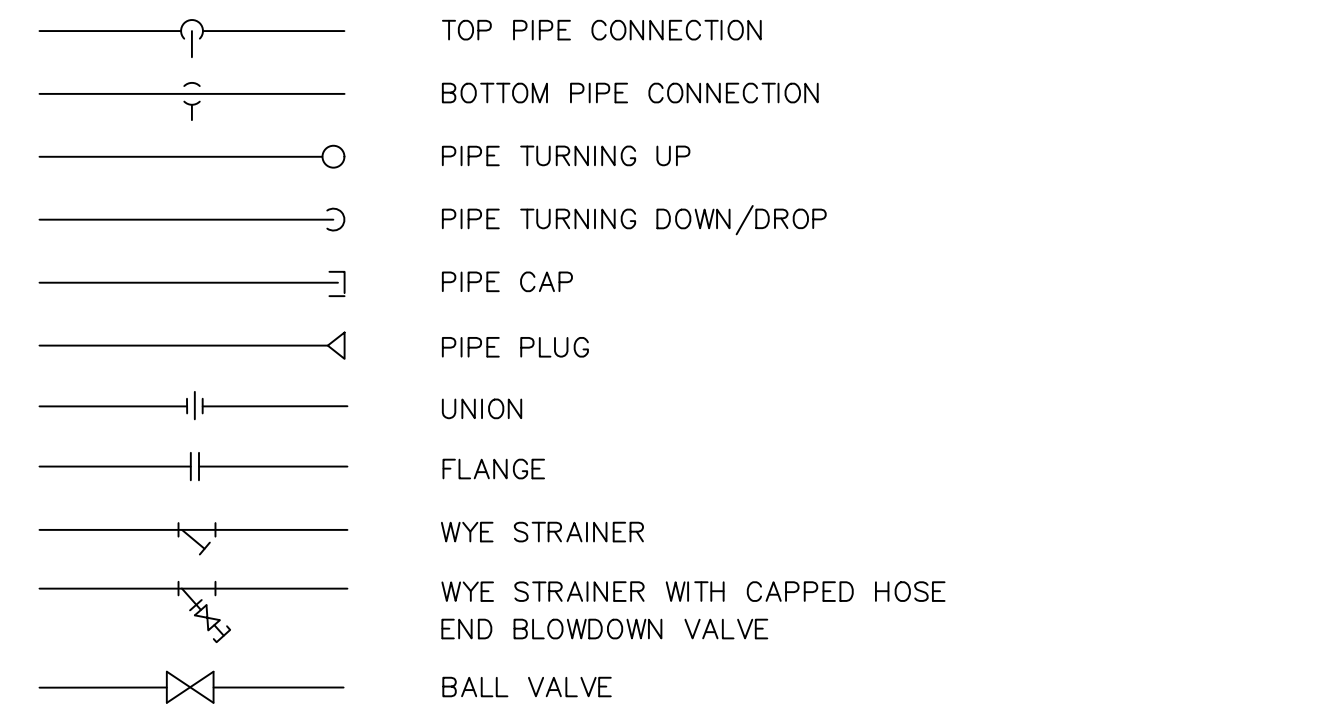 TOP PIPE CONNECTION
BOTTOM PIPE CONNECTION
PIPE TURNING UP
PIPE TURNING DOWN/DROP
PIPE CAP
PIPE PLUG
UNION
FLANGE
WYE STRAINER
WYE STRAINER WITH CAPPED HOSE
END BLOWDOWN VALVE
BALL VALVE